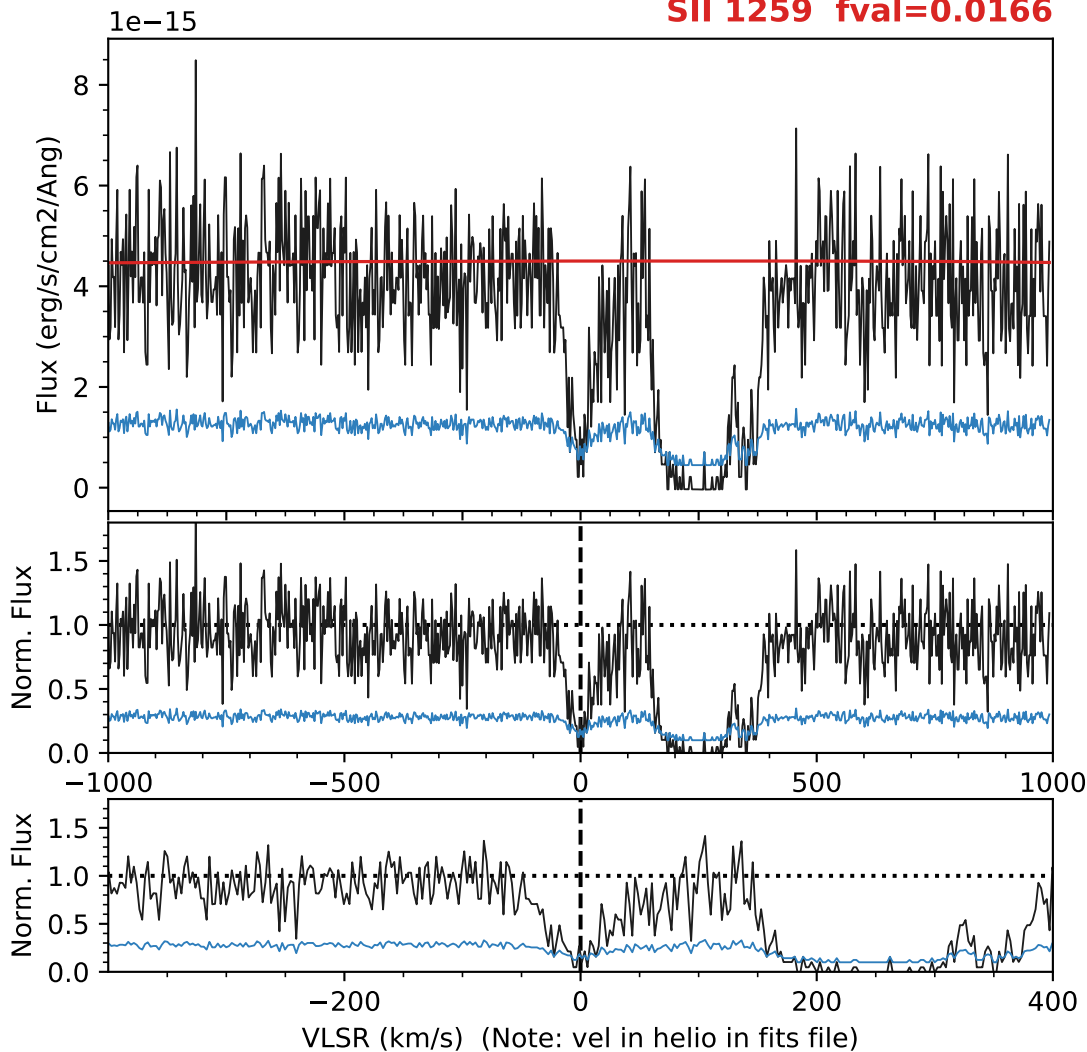 1e−15
SII 1259 fval=0.0166
Flux (erg/s/cm2/Ang)
8
6
4
2
0
Norm. Flux
1.5
1.0
0.5
0.0
−1000 −500 0 500 1000
Norm. Flux
1.5
1.0
0.5
0.0
−200 0 200 400
VLSR (km/s) (Note: vel in helio in fits file)